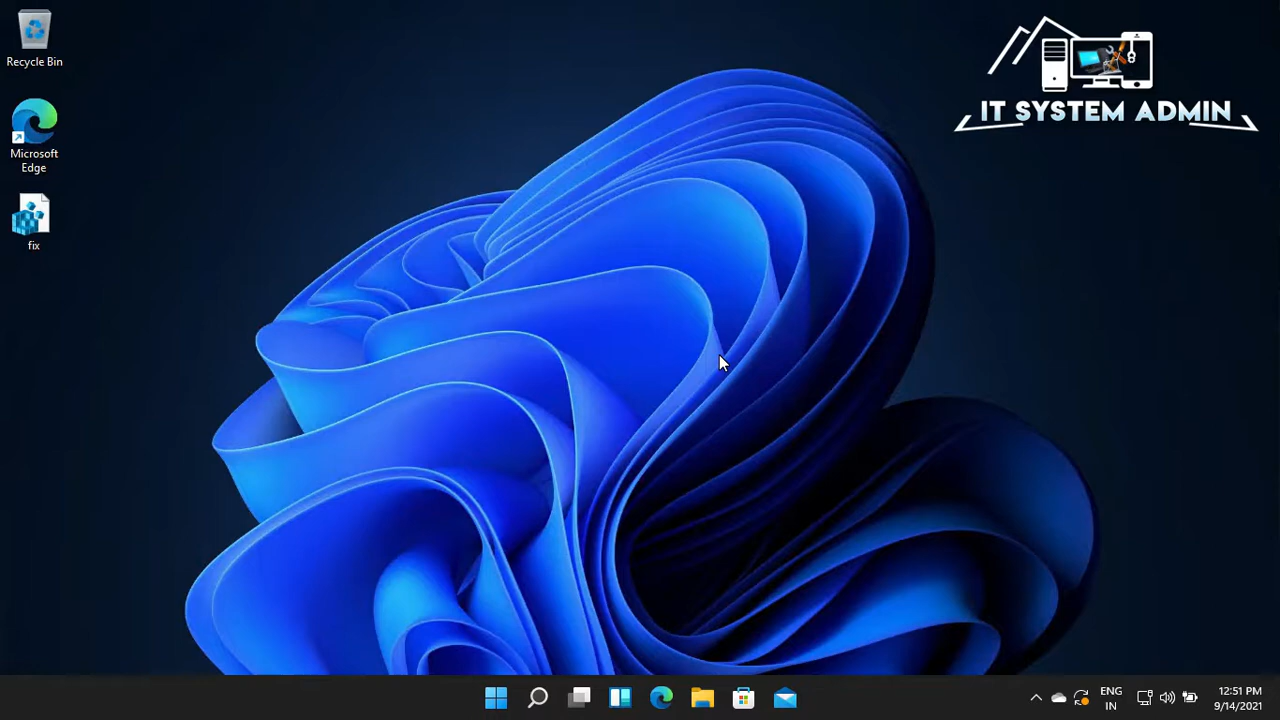 Recycle Bin
IT SYSTEM ADMIN
Microsoft
Edge
fix
ENG
IN
12:51 PM
9/14/2021